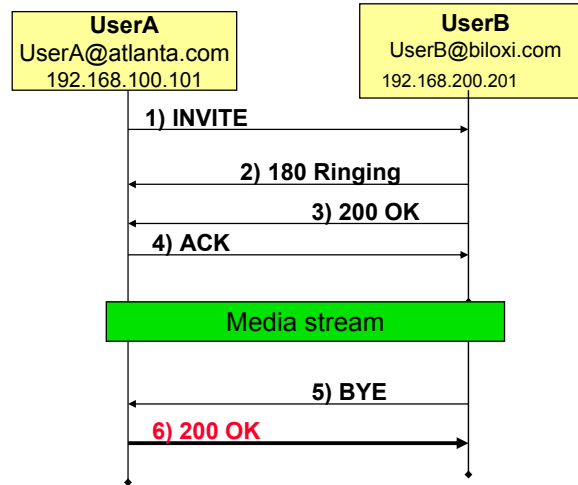 UserA
UserA@atlanta.com
192.168.100.101
UserB
UserB@biloxi.com
192.168.200.201
1) INVITE
2) 180 Ringing
3) 200 OK
4) ACK
Media stream
5) BYE
6) 200 OK